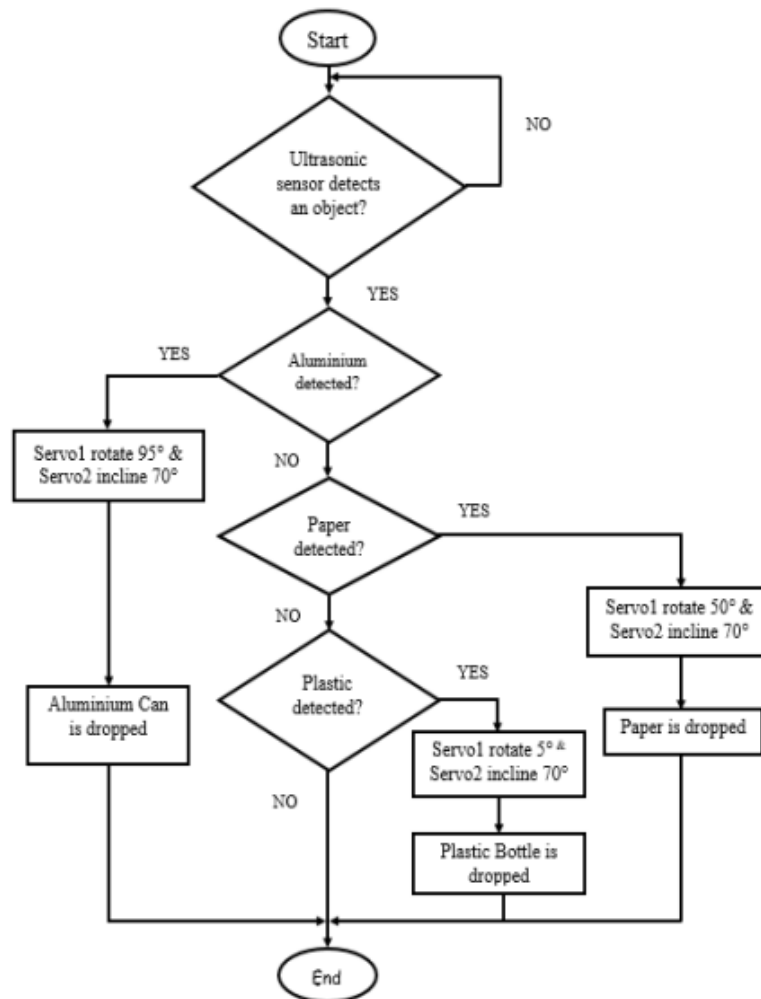 Start
NO
Ultrasonic
sensor detects
an object?
YES
YES
Aluminium
detected?
Servo1 rotate 95° &
Servo2 incline 70°
NO
YES
Paper
detected?
Servo1 rotate 50° &
Servo2 incline 70°
NO
YES
Plastic
detected?
Aluminium Can
is dropped
Paper is dropped
Servo1 rotate 5° &
Servo2 incline 70°
NO
Plastic Bottle is
dropped
End